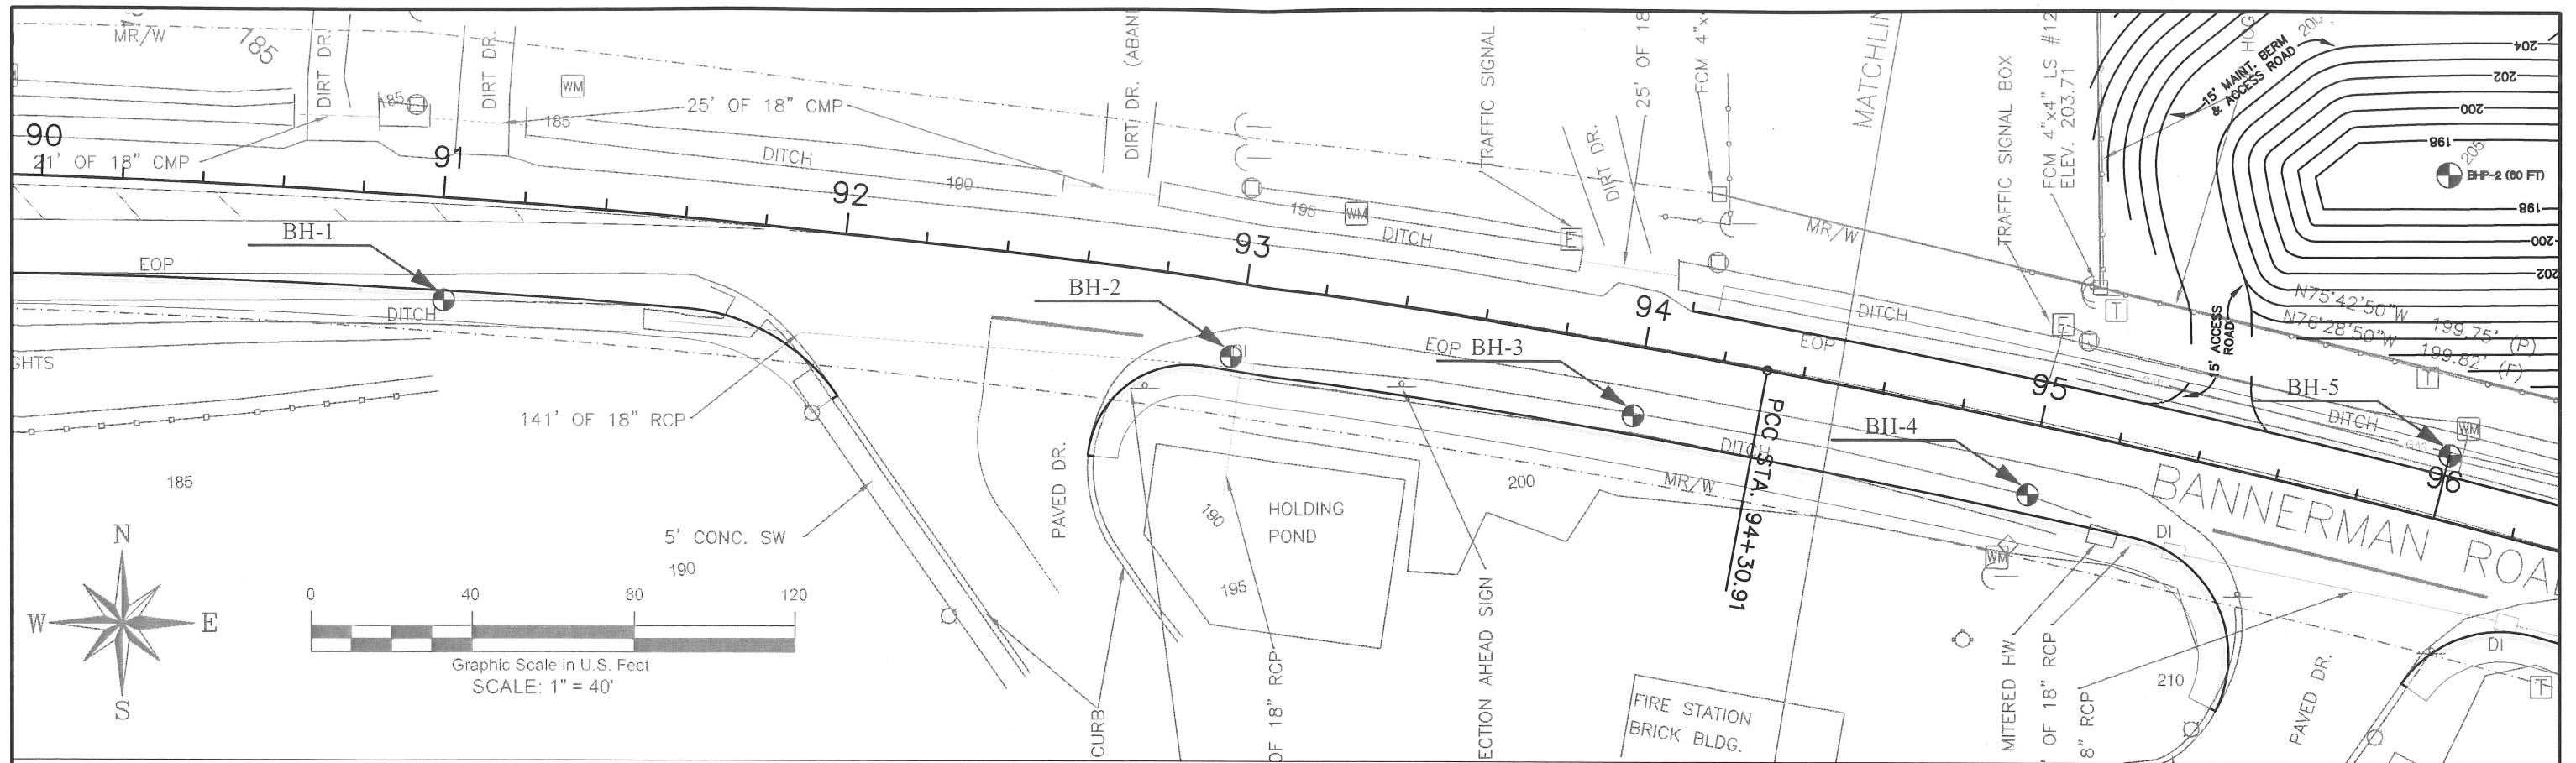 MR/W
185
DIRT DR.
DIRT DR.
185
WM
25' OF 18" CMP
185
DIRT DR. (ABAN
TRAFFIC SIGNAL
25' OF 18
FCM 4"x
MATCHLIN
TRAFFIC SIGNAL BOX
FCM 4"x4" LS #12
ELEV. 203.71
HOG
200
15' MAINT. BERM
& ACCESS ROAD
204
202
200
198
205
BHP-2 (60 FT)
198
200
202
90
21' OF 18" CMP
91
DITCH
190
92
195
WM
DITCH
E
DIRT DR.
MR/W
93
BH-1
EOP
DITCH
BH-2
DI
EOP
BH-3
94
EOP
DITCH
E
T
15' ACCESS
ROAD
N75°42'50"W 199.75' (P)
N76°28'50"W 199.82' (F)
T
GHTS
141' OF 18" RCP
95
GAS
BH-5
DITCH
WM
GAS
96
BH-4
DITCH
MR/W
PCC STA. 94+30.91
185
PAVED DR.
190
HOLDING
POND
200
BANNERMAN ROA
5' CONC. SW
190
195
WM
DI
N
W
E
S
0 40 80 120
Graphic Scale in U.S. Feet
SCALE: 1" = 40'
CURB
OF 18" RCP
ECTION AHEAD SIGN
FIRE STATION
BRICK BLDG.
MITERED HW
' OF 18" RCP
8" RCP
210
PAVED DR.
DI
T